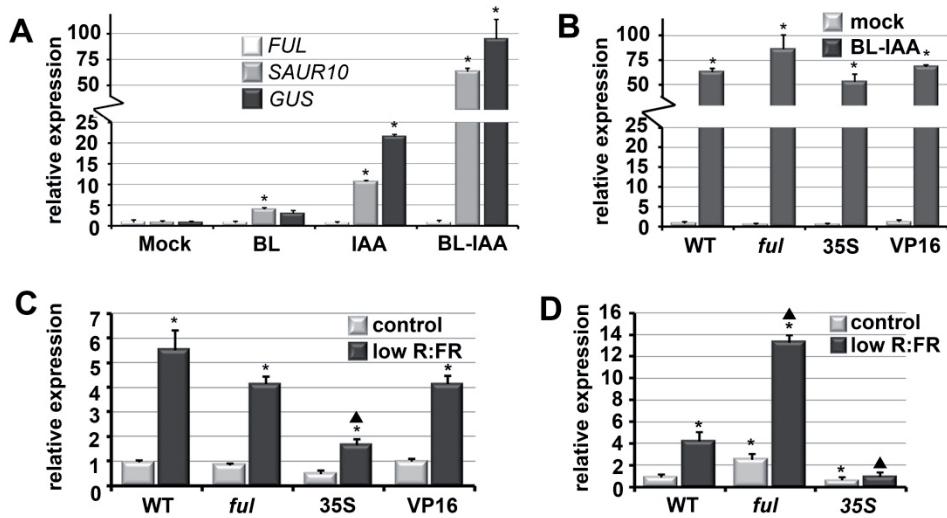 A
relative expression
100
75
50
25
20
15
10
5
0
FUL
SAUR10
GUS
* * * * *
Mock BL IAA BL-IAA
B
relative expression
100
75
50
25
20
15
10
5
0
mock
BL-IAA
* * * *
WT ful 35S VP16
C
relative expression
7
6
5
4
3
2
1
0
control
low R:FR
* * * *
WT ful 35S VP16
D
relative expression
16
14
12
10
8
6
4
2
0
control
low R:FR
* * * *
WT ful 35S